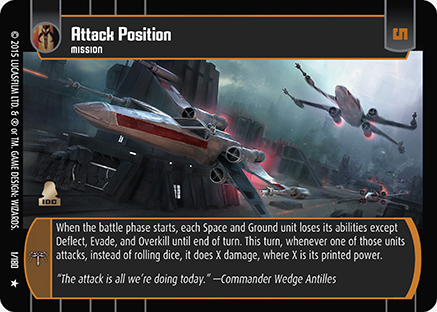 Attack Position
MISSION
5
When the battle phase starts, each Space and Ground unit loses its abilities except
Deflect, Evade, and Overkill until end of turn. This turn, whenever one of those units
attacks, instead of rolling dice, it does X damage, where X is its printed power.
"The attack is all we're doing today." —Commander Wedge Antilles
IDC
© 2015 LUCASFILM LTD. & ® or TM. GAME DESIGN: WIZARDS.